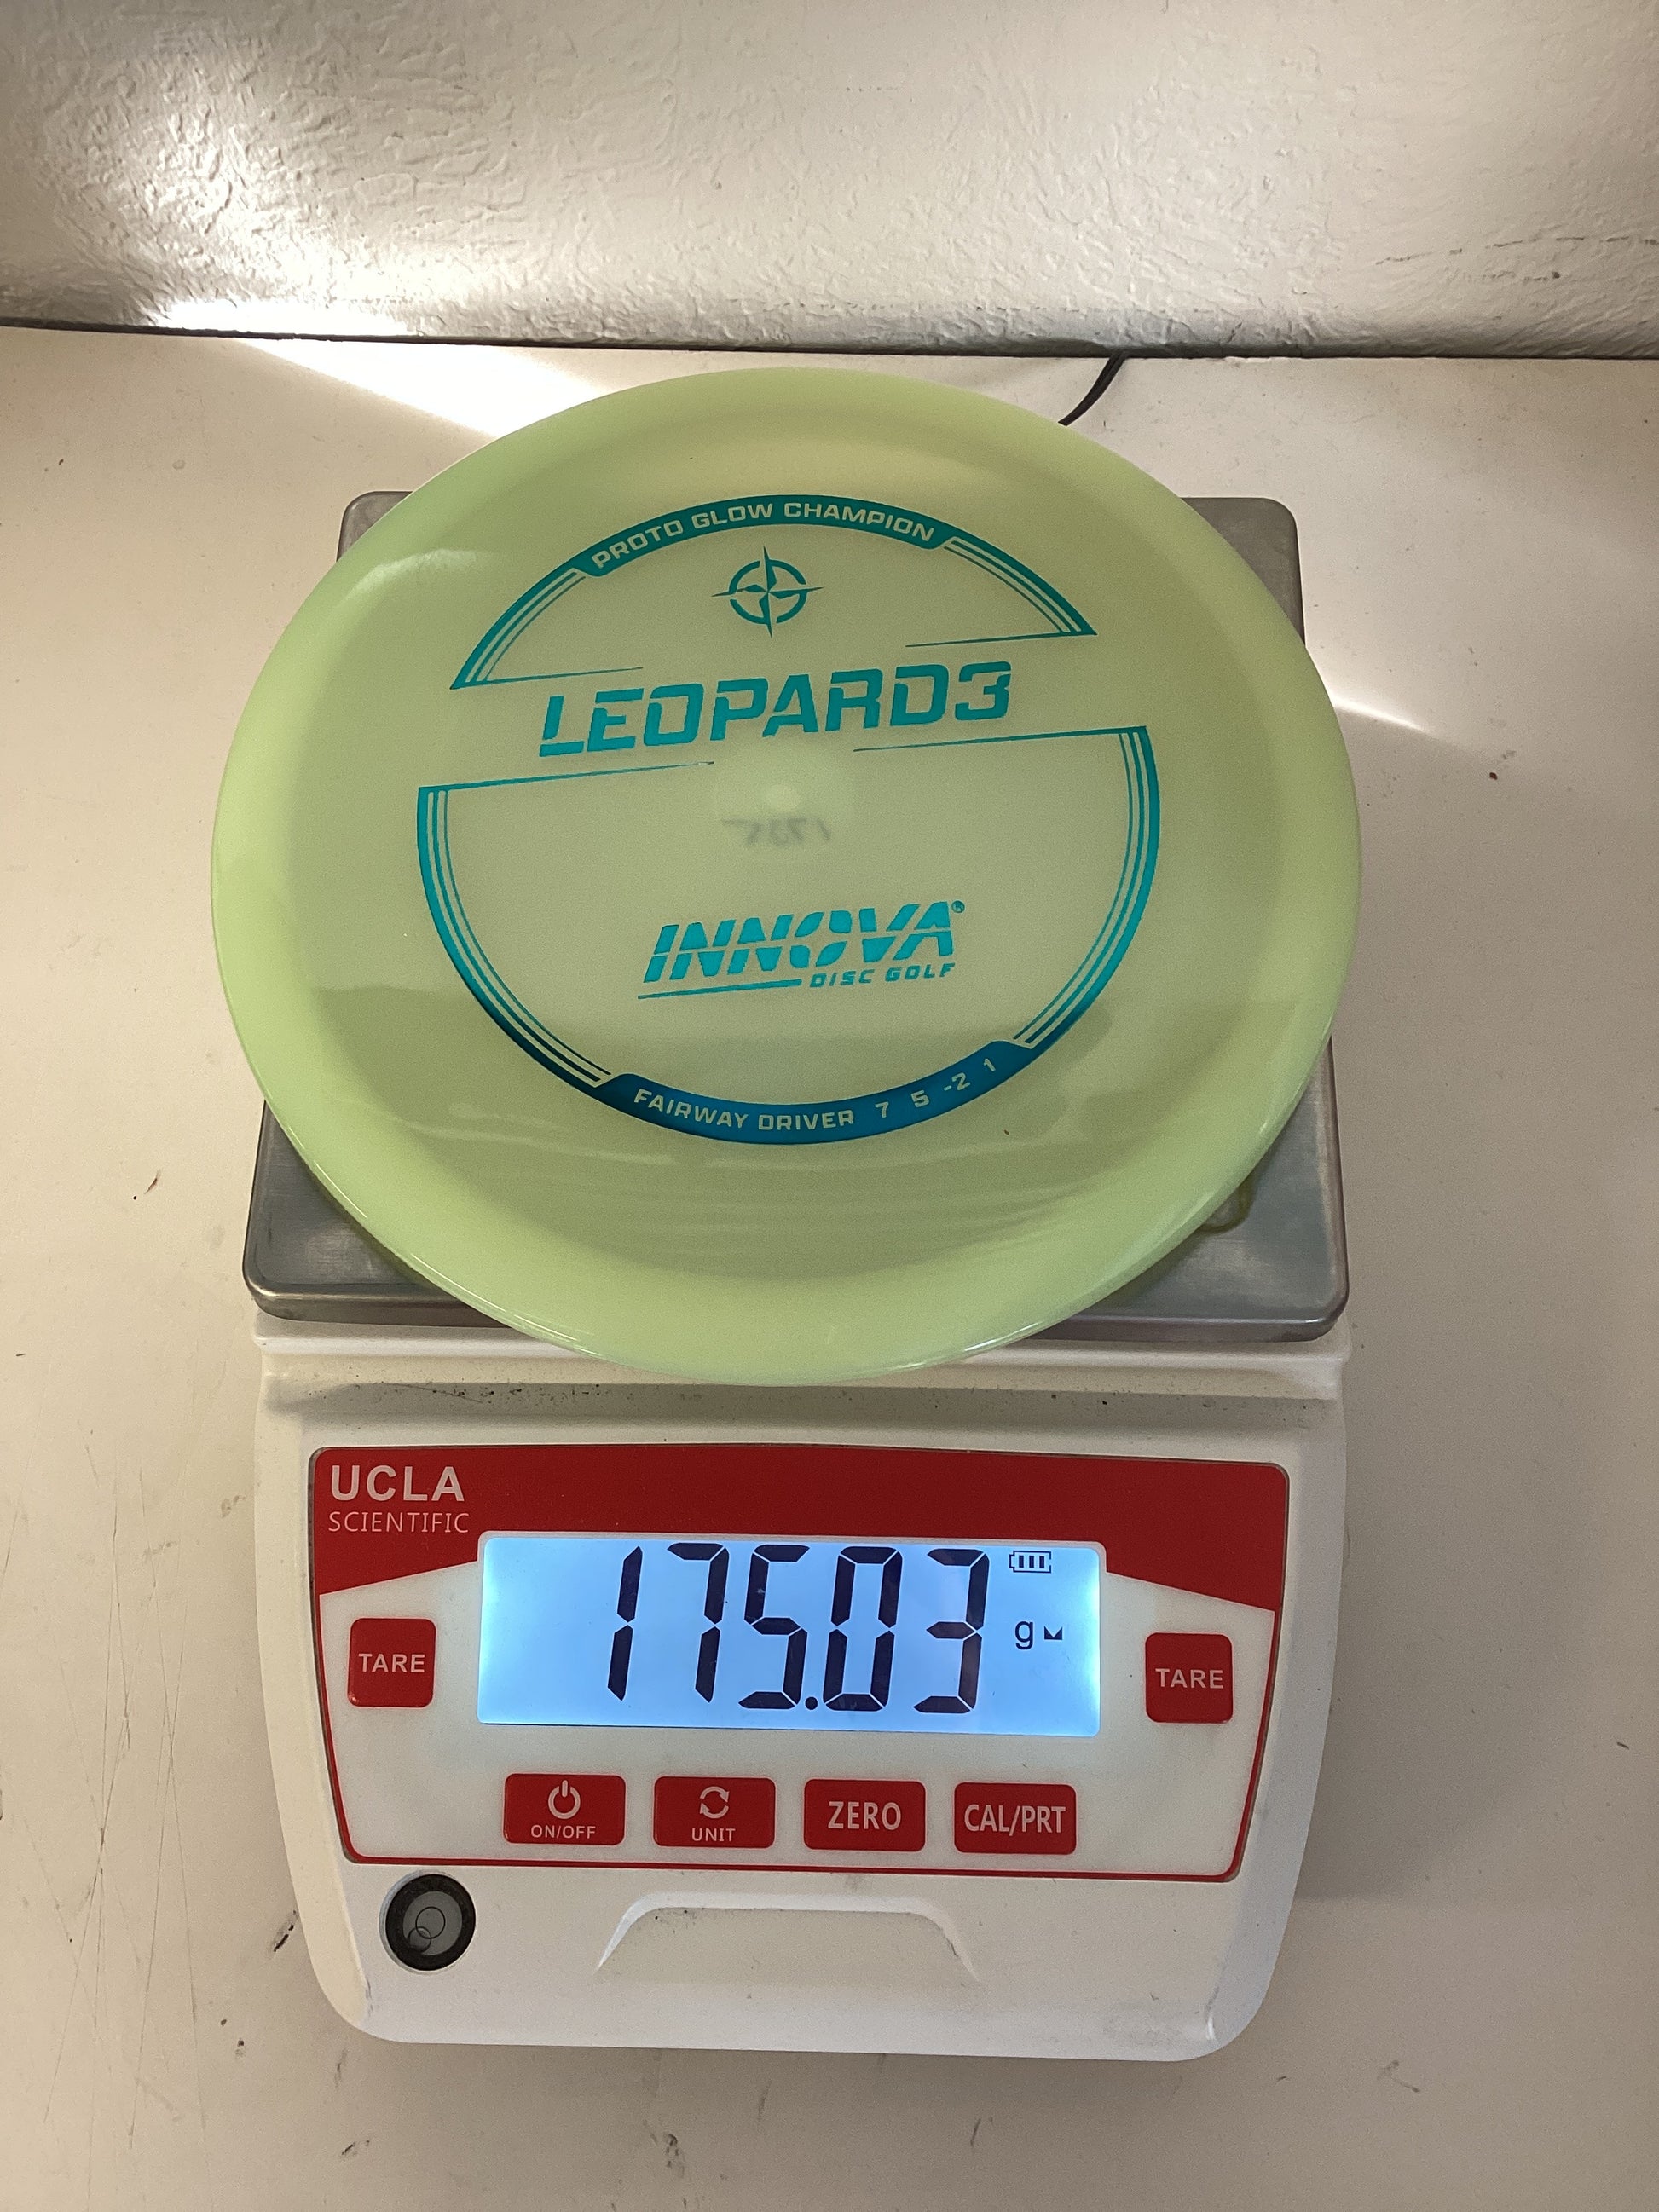 PROTO GLOW CHAMPION
LEOPARD3
INNOVA®
DISC GOLF
FAIRWAY DRIVER 7 5 -2 1
UCLA
SCIENTIFIC
175.03 g
TARE
TARE
ON/OFF
UNIT
ZERO
CAL/PRT